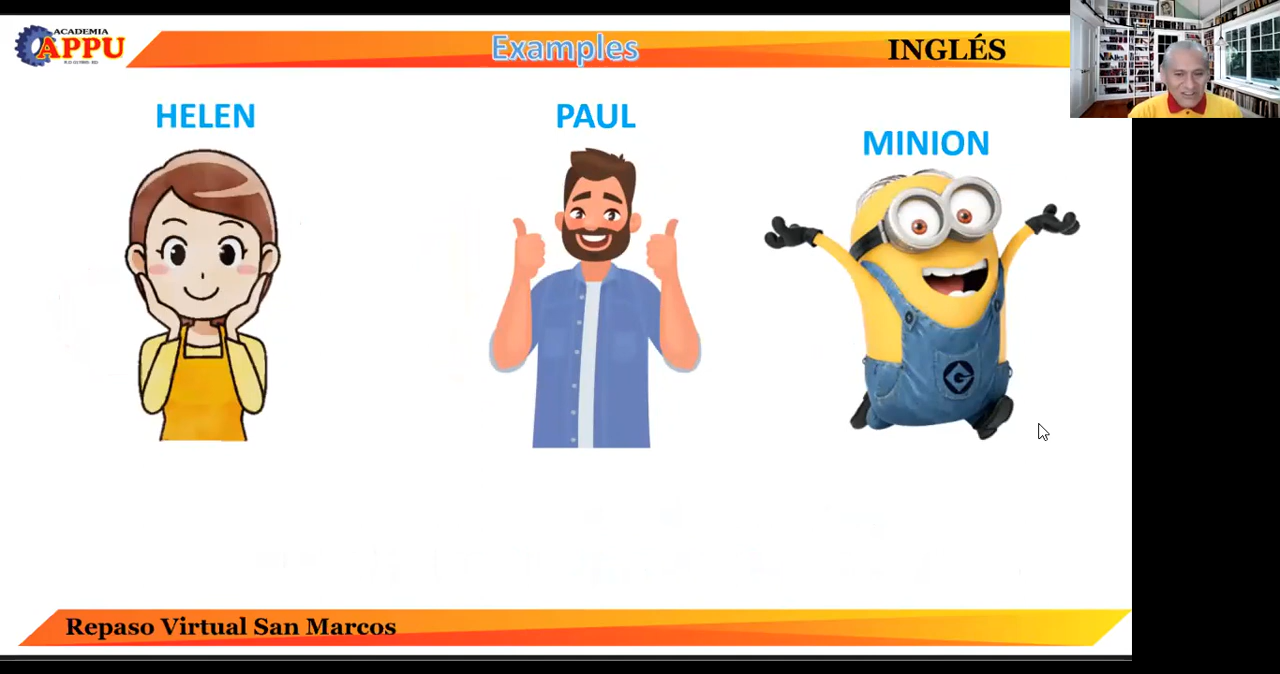 ACADEMIA
APPU
Examples
INGLÉS
HELEN
PAUL
MINION
Repaso Virtual San Marcos